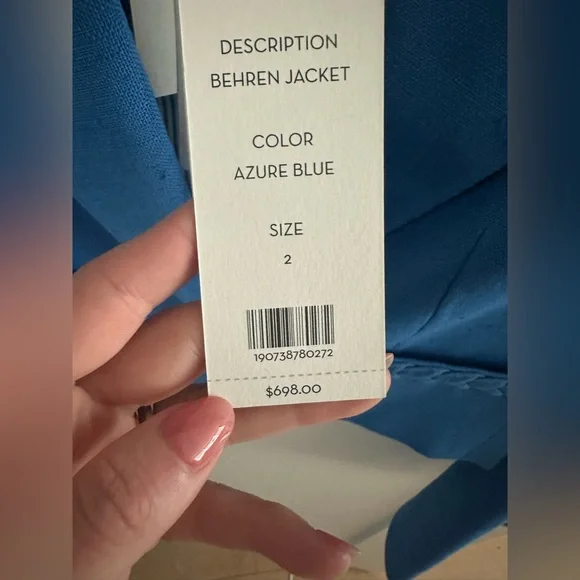 DESCRIPTION
BEHREN JACKET
COLOR
AZURE BLUE
SIZE
2
190738780272
$698.00